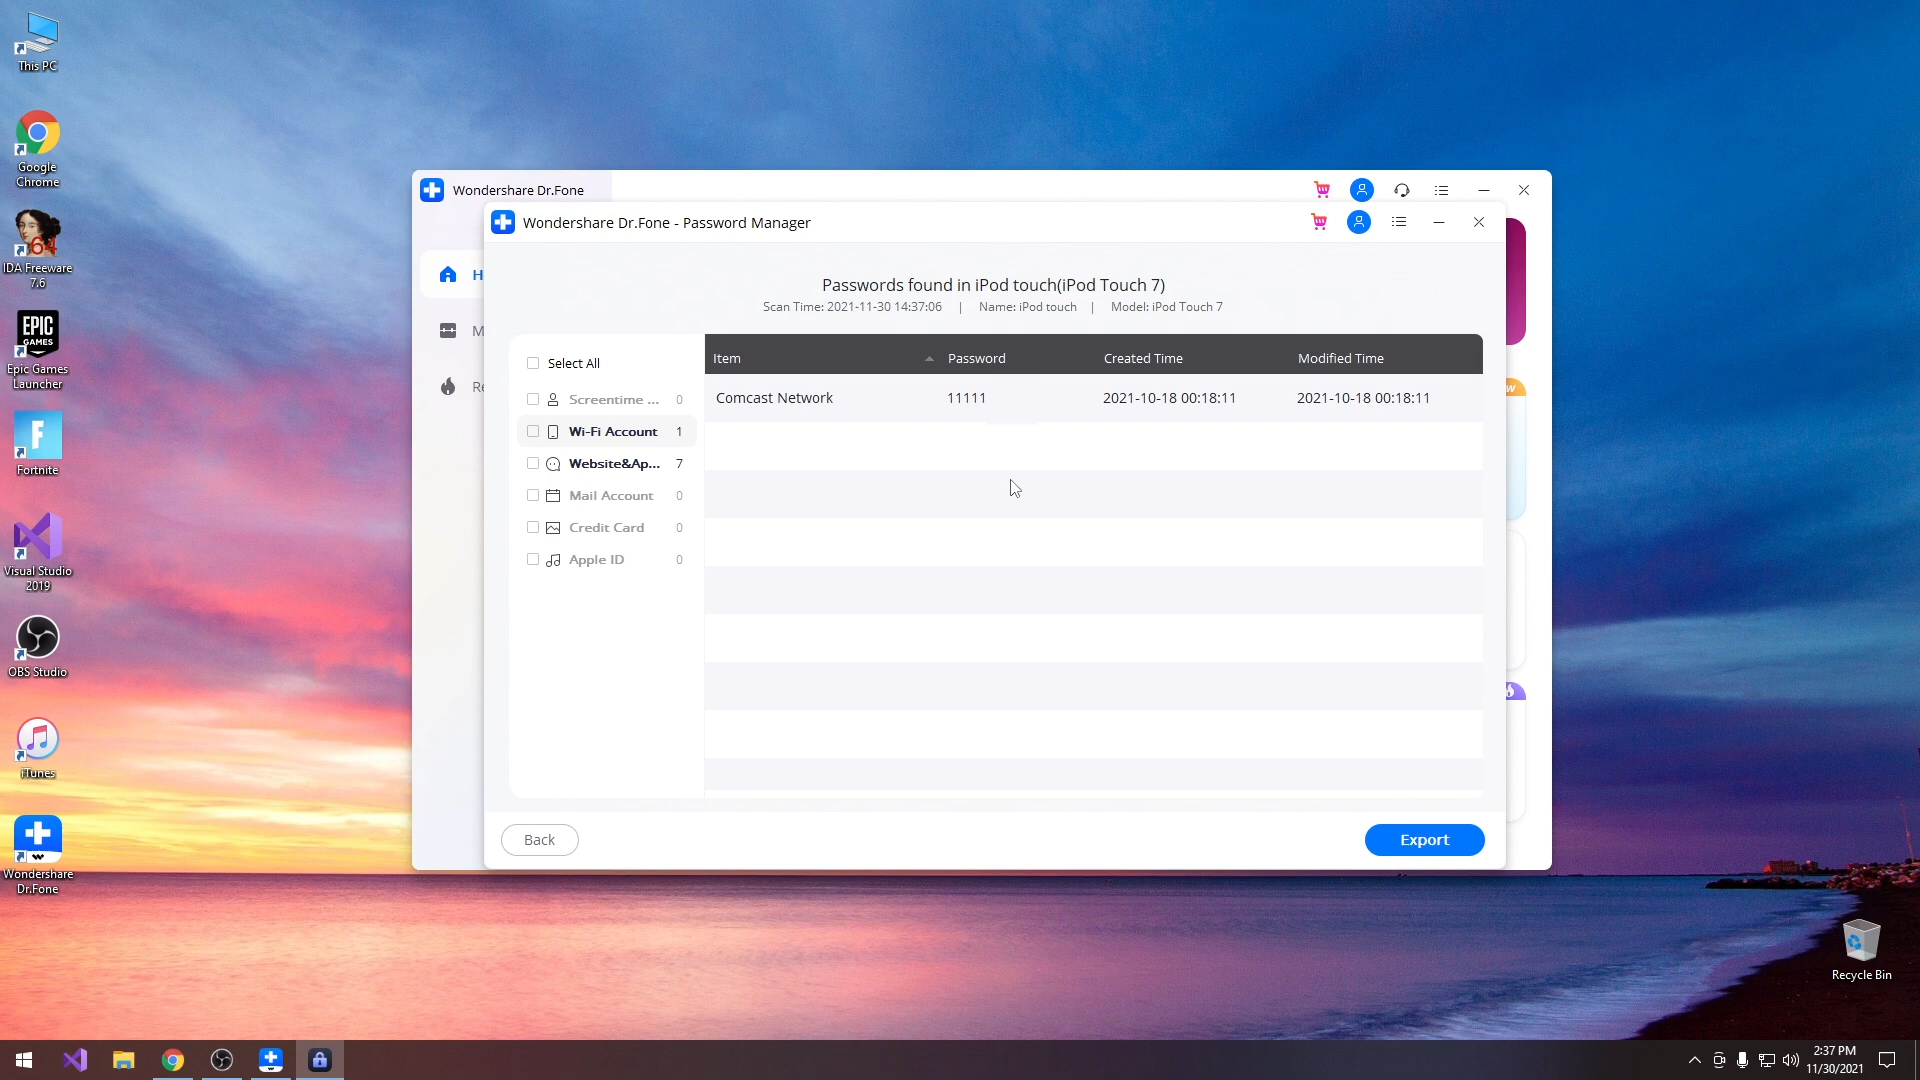 This PC
Google
Chrome
64
IDA Freeware
7.6
EPIC
GAMES
Epic Games
Launcher
Fortnite
Visual Studio
2019
OBS Studio
iTunes
Wondershare
Dr.Fone
Wondershare Dr.Fone
Wondershare Dr.Fone - Password Manager
H
M
Passwords found in iPod touch(iPod Touch 7)
Scan Time: 2021-11-30 14:37:06 | Name: iPod touch | Model: iPod Touch 7
Select All
Screentime ... 0
Wi-Fi Account 1
Website&Ap... 7
Mail Account 0
Credit Card 0
Apple ID 0
Item Password Created Time Modified Time
Comcast Network 11111 2021-10-18 00:18:11 2021-10-18 00:18:11
Back
Export
Recycle Bin
2:37 PM
11/30/2021